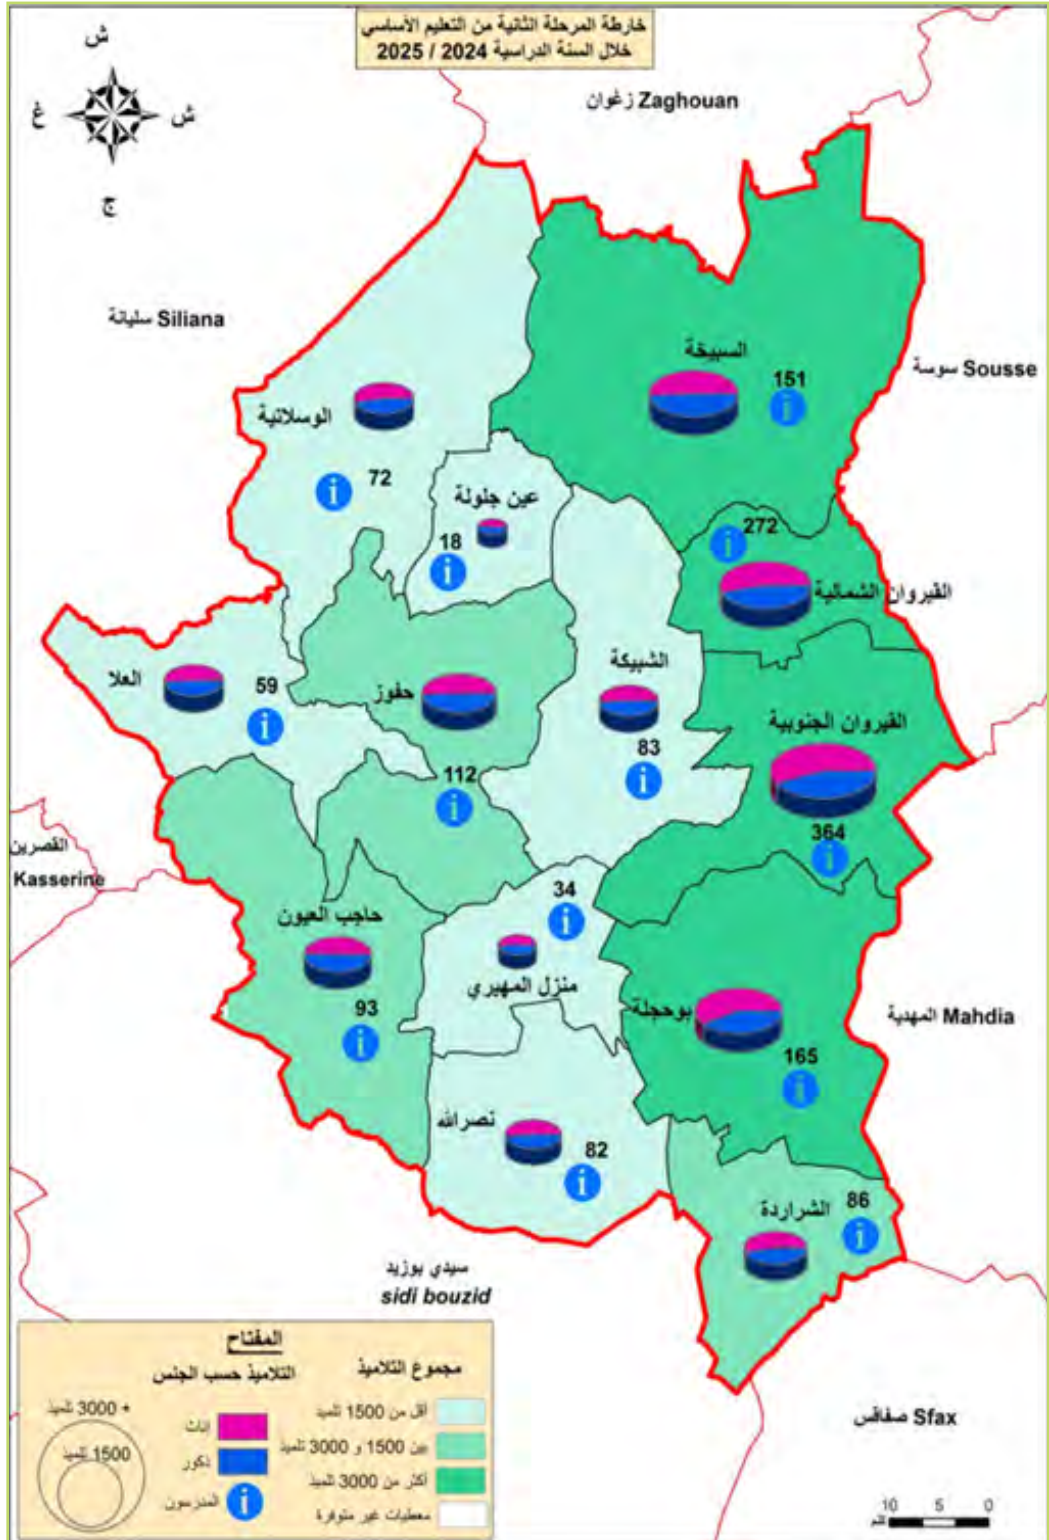 خارطة المرحلة الثانية من التعليم الأساسي
خلال السنة الدراسية 2024 / 2025
ش
غ
ش
ج
زغوان Zaghouan
سليانة Siliana
سوسة Sousse
السبيخة
151
الوسلاتية
72
عين جلولة
18
272
القيروان الشمالية
العلا
59
حفوز
112
الشبيكة
83
القيروان الجنوبية
364
القصرين
Kasserine
حاجب العيون
93
34
منزل المهيري
بوحجلة
165
المهدية Mahdia
نصرالله
82
الشراردة
86
سيدي بوزيد
sidi bouzid
صفاقس Sfax
المفتاح
مجموع التلاميذ
أقل من 1500 تلميذ
بين 1500 و 3000 تلميذ
أكثر من 3000 تلميذ
معطيات غير متوفرة
التلاميذ حسب الجنس
إناث
ذكور
المدرسون
+ 3000 تلميذ
1500 تلميذ
10 5 0
كلم